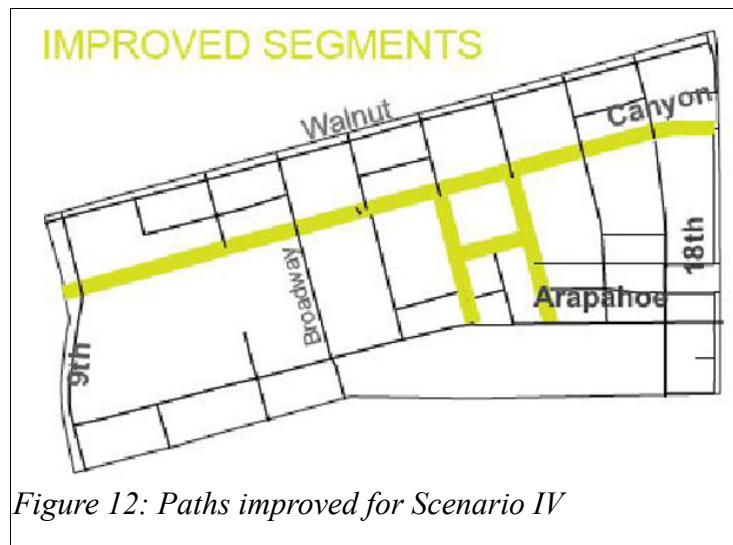 IMPROVED SEGMENTS
Walnut
Canyon
Broadway
18th
Arapahoe
9th
Figure 12: Paths improved for Scenario IV